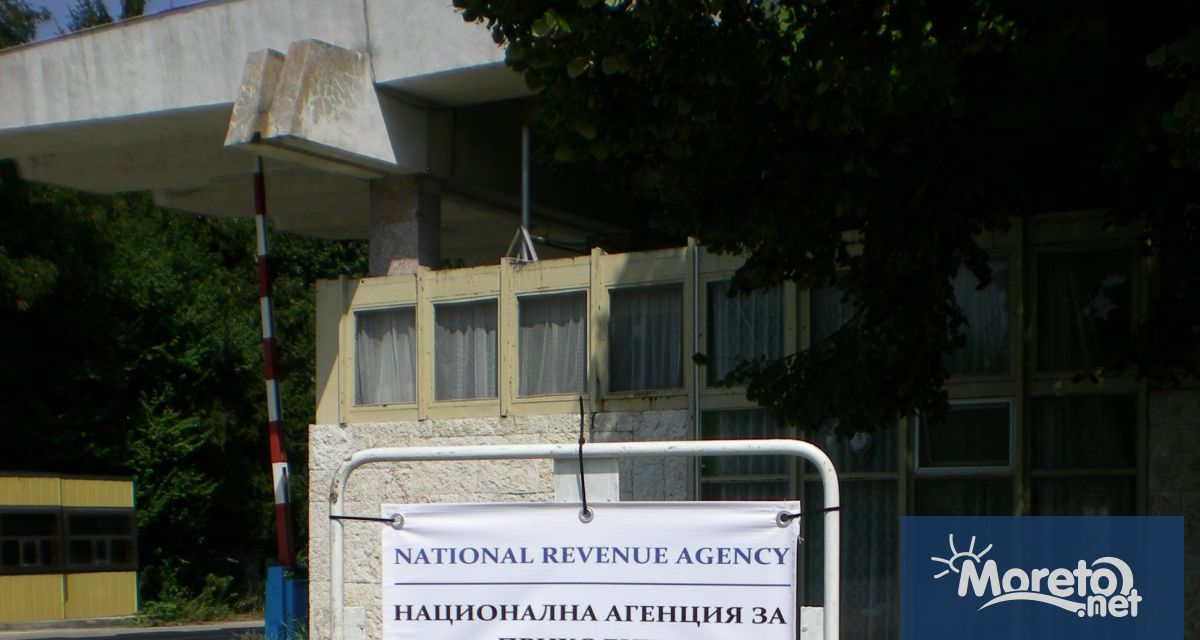 NATIONAL REVENUE AGENCY
НАЦИОНАЛНА АГЕНЦИЯ ЗА
Moreto
.net